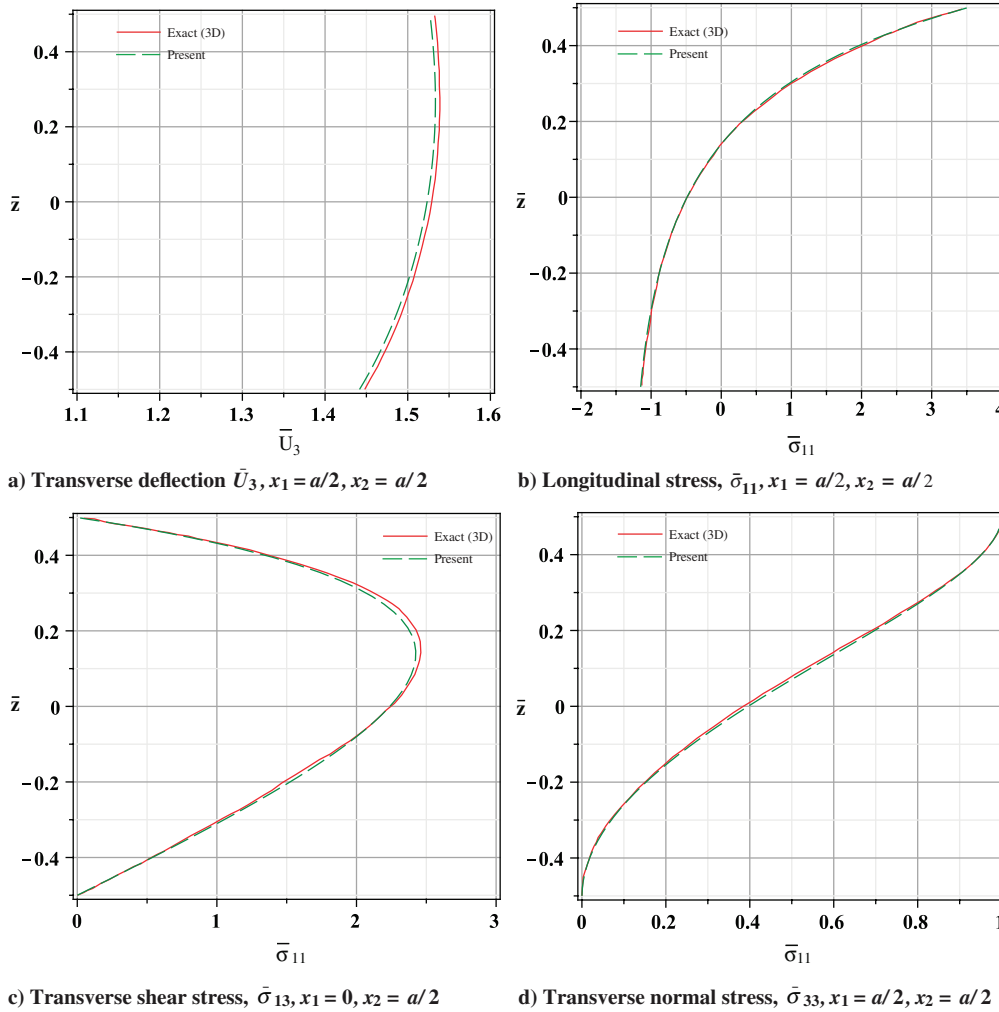 0.4
0.2
z̄
0
−0.2
−0.4
Exact (3D)
Present
1.1 1.2 1.3 1.4 1.5 1.6
Ū3
a) Transverse deflection Ū3, x1 = a/2, x2 = a/2
0.4
0.2
z̄
0
−0.2
−0.4
Exact (3D)
Present
−2 −1 0 1 2 3 4
σ̄11
b) Longitudinal stress, σ̄11, x1 = a/2, x2 = a/2
0.4
0.2
z̄
0
−0.2
−0.4
Exact (3D)
Present
0 1 2 3
σ̄11
c) Transverse shear stress, σ̄13, x1 = 0, x2 = a/2
0.4
0.2
z̄
0
−0.2
−0.4
Exact (3D)
Present
0 0.2 0.4 0.6 0.8 1
σ̄11
d) Transverse normal stress, σ̄33, x1 = a/2, x2 = a/2